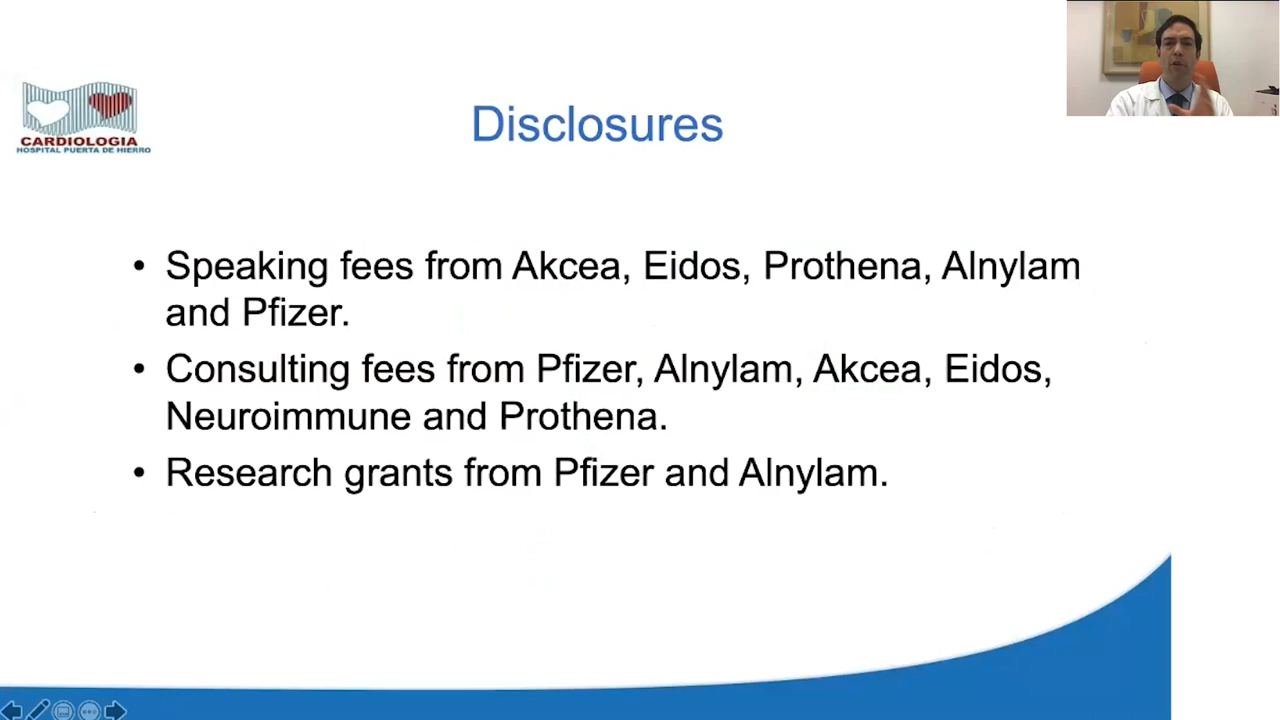 CARDIOLOGIA
HOSPITAL PUERTA DE HIERRO
Disclosures
• Speaking fees from Akcea, Eidos, Prothena, Alnylam
and Pfizer.
• Consulting fees from Pfizer, Alnylam, Akcea, Eidos,
Neuroimmune and Prothena.
• Research grants from Pfizer and Alnylam.